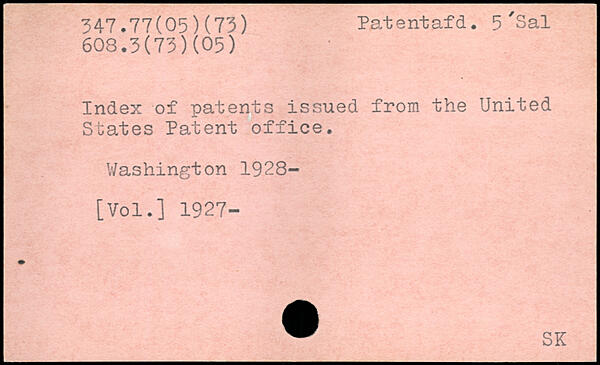 347.77(05)(73) Patentafd. 5'Sal
608.3(73)(05)
Index of patents issued from the United
States Patent office.
Washington 1928-
[Vol.] 1927-
SK